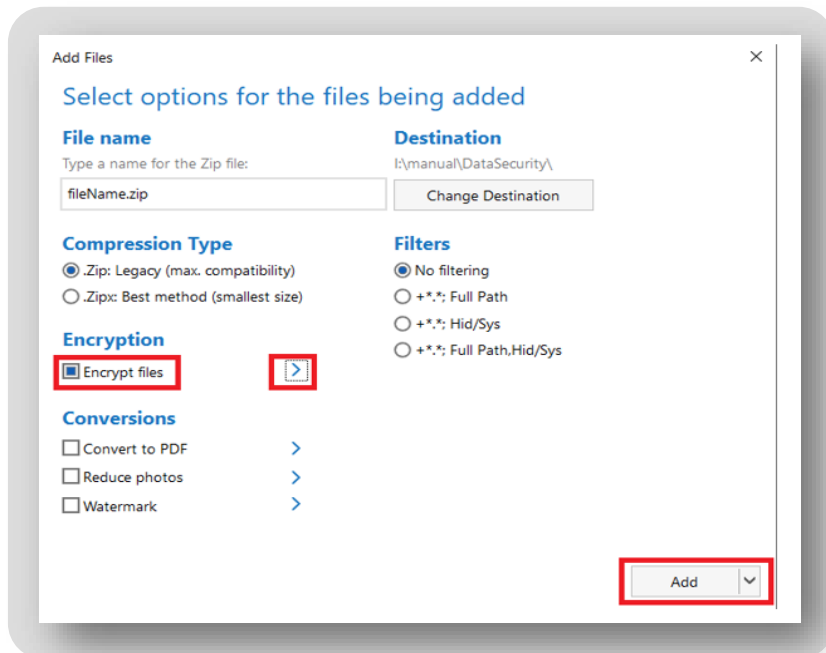 Add Files
Select options for the files being added
File name
Type a name for the Zip file:
fileName.zip
Destination
I:\manual\DataSecurity\
Change Destination
Compression Type
.Zip: Legacy (max. compatibility)
.Zipx: Best method (smallest size)
Filters
No filtering
+*.*; Full Path
+*.*; Hid/Sys
+*.*; Full Path,Hid/Sys
Encryption
Encrypt files
Conversions
Convert to PDF
Reduce photos
Watermark
Add